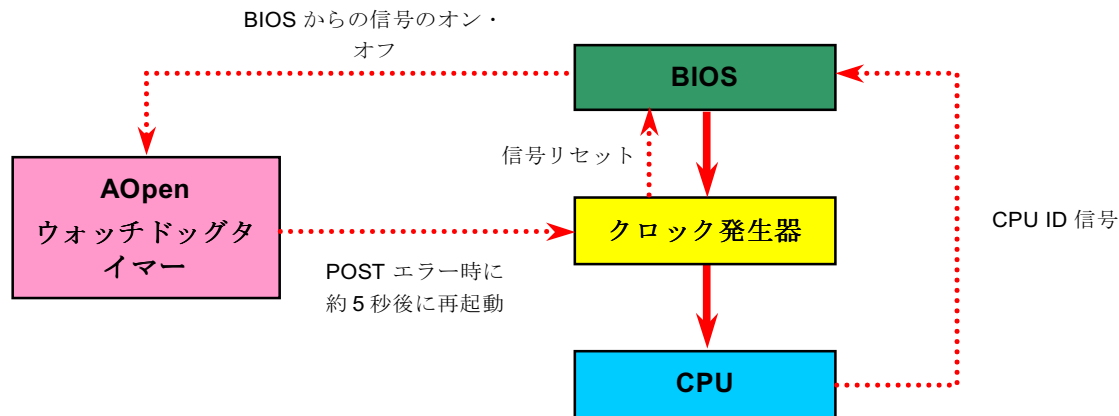 BIOS からの信号のオン・
オフ
BIOS
信号リセット
AOpen
ウォッチドッグタ
イマー
クロック発生器
CPU ID 信号
POST エラー時に
約 5 秒後に再起動
CPU